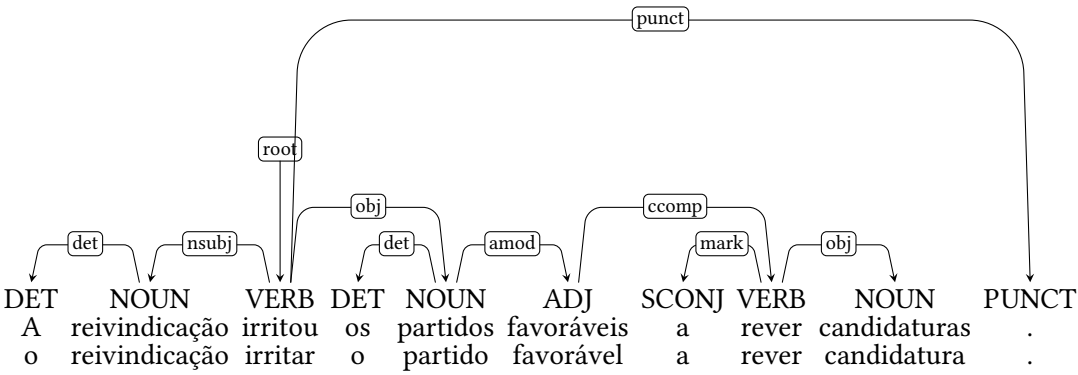 punct
root
obj ccomp
det nsubj det amod mark obj
DET NOUN VERB DET NOUN ADJ SCONJ VERB NOUN PUNCT
A reivindicação irritou os partidos favoráveis a rever candidaturas .
o reivindicação irritar o partido favorável a rever candidatura .